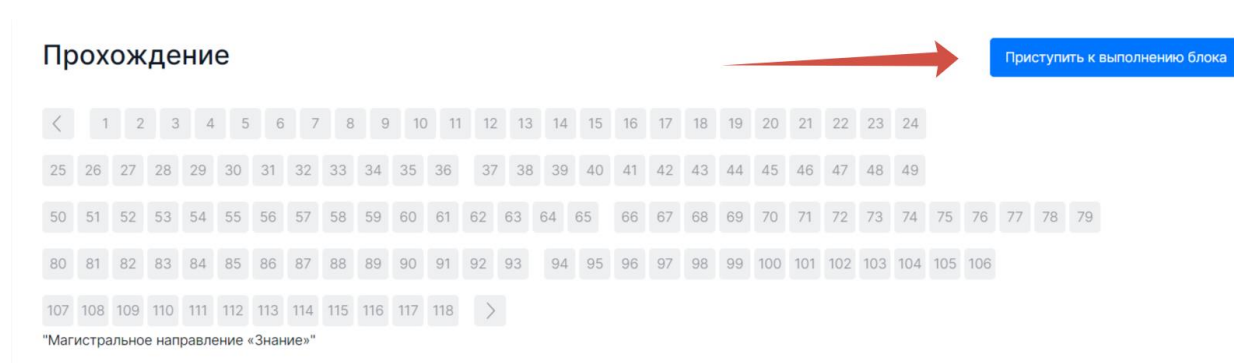 Прохождение
Приступить к выполнению блока
1 2 3 4 5 6 7 8 9 10 11 12 13 14 15 16 17 18 19 20 21 22 23 24
25 26 27 28 29 30 31 32 33 34 35 36 37 38 39 40 41 42 43 44 45 46 47 48 49
50 51 52 53 54 55 56 57 58 59 60 61 62 63 64 65 66 67 68 69 70 71 72 73 74 75 76 77 78 79
80 81 82 83 84 85 86 87 88 89 90 91 92 93 94 95 96 97 98 99 100 101 102 103 104 105 106
107 108 109 110 111 112 113 114 115 116 117 118
"Магистральное направление «Знание»"